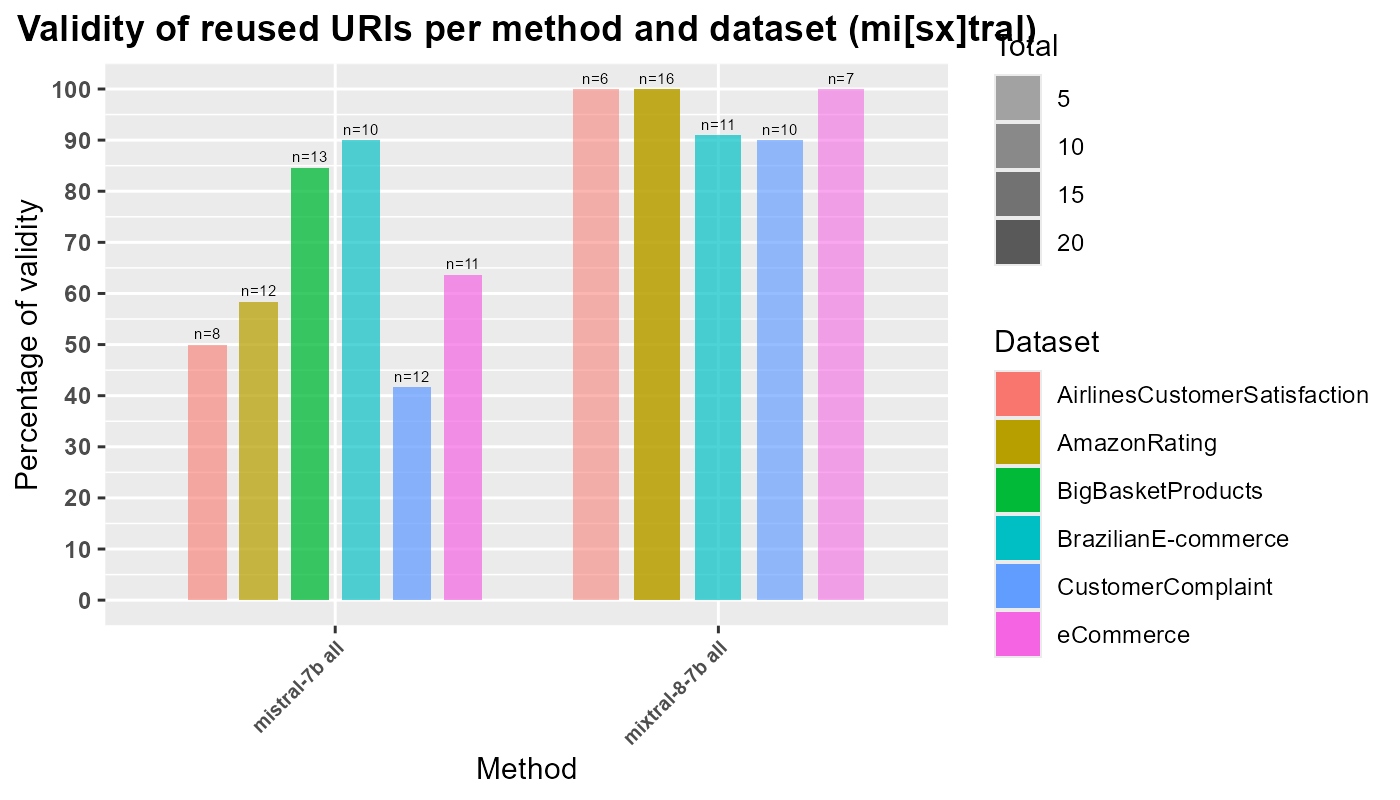 Validity of reused URIs per method and dataset (mi[sx]tral)
Percentage of validity
100
90
80
70
60
50
40
30
20
10
0
n=8
n=12
n=13
n=10
n=12
n=11
n=6
n=16
n=11
n=10
n=7
mistral-7b all
mixtral-8-7b all
Method
Total
5
10
15
20
Dataset
AirlinesCustomerSatisfaction
AmazonRating
BigBasketProducts
BrazilianE-commerce
CustomerComplaint
eCommerce